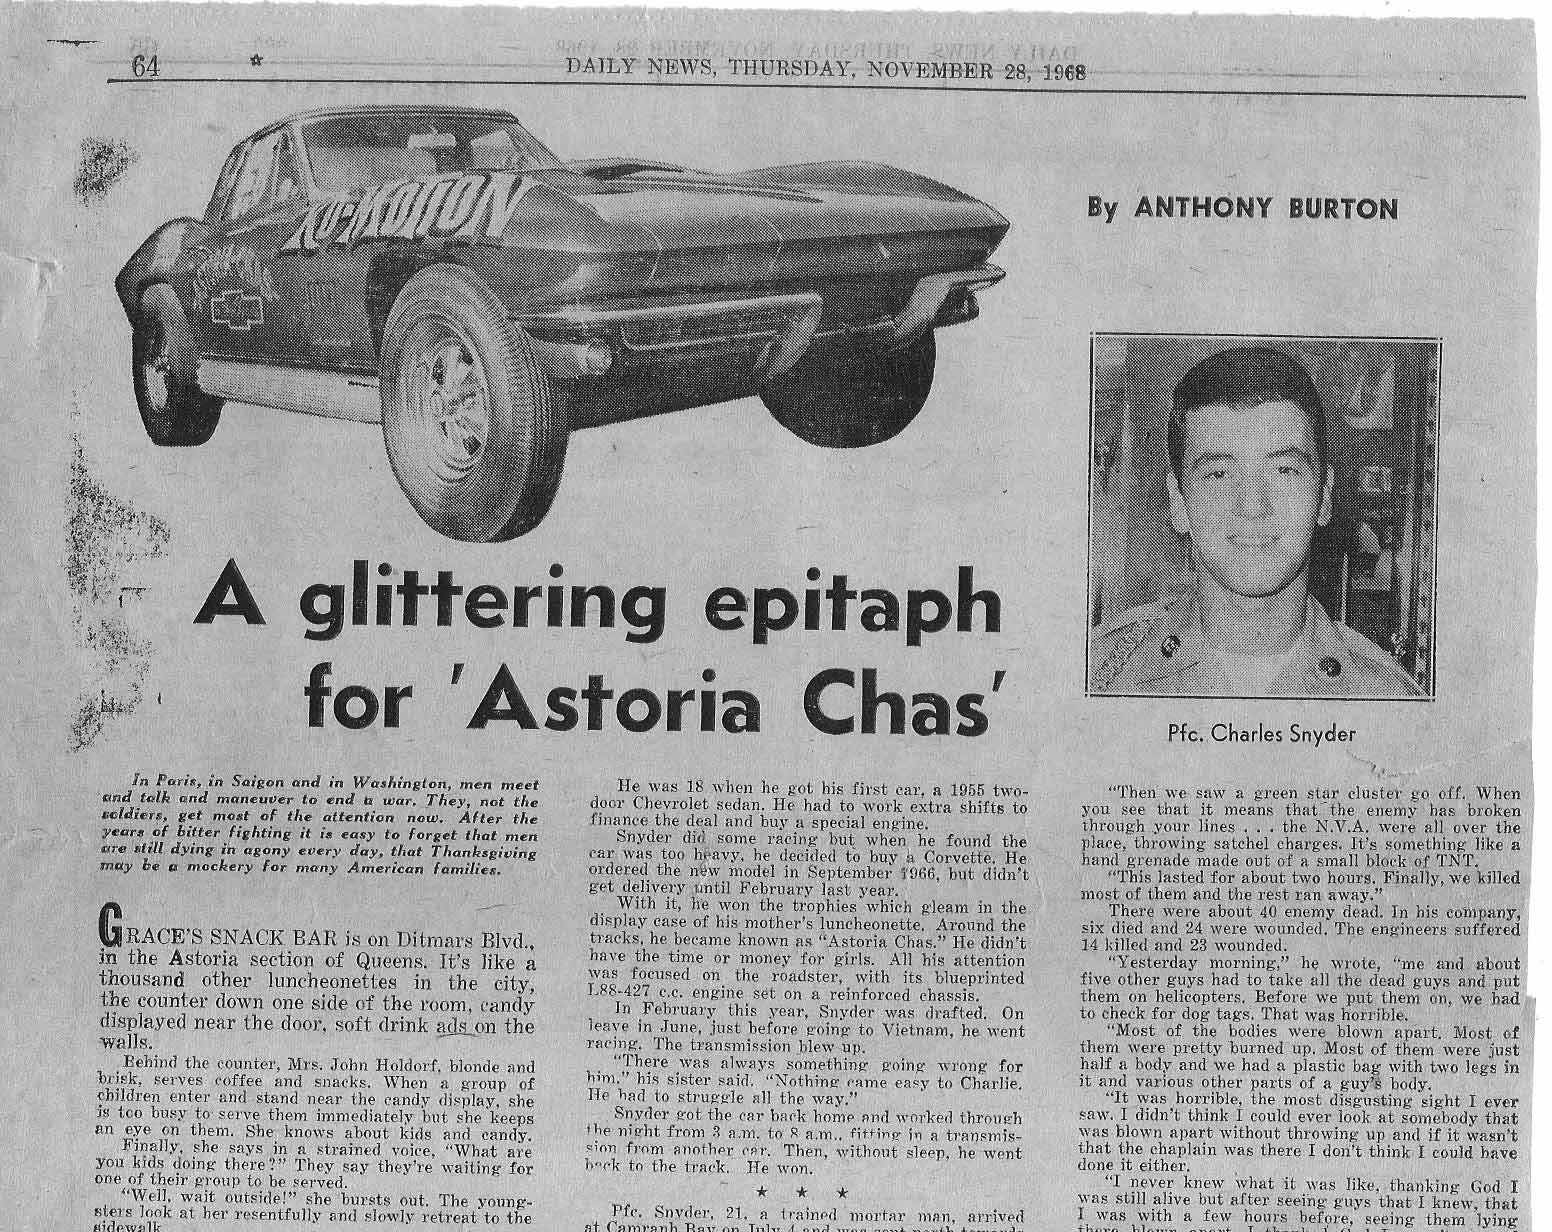 64
DAILY NEWS, THURSDAY, NOVEMBER 28, 1968
KO-MOTION
By ANTHONY BURTON
A glittering epitaph
for 'Astoria Chas'
Pfc. Charles Snyder
In Paris, in Saigon and in Washington, men meet
and talk and maneuver to end a war. They, not the
soldiers, get most of the attention now. After the
years of bitter fighting it is easy to forget that men
are still dying in agony every day, that Thanksgiving
may be a mockery for many American families.
GRACE'S SNACK BAR is on Ditmars Blvd.,
in the Astoria section of Queens. It's like a
thousand other luncheonettes in the city,
the counter down one side of the room, candy
displayed near the door, soft drink ads on the
walls.
Behind the counter, Mrs. John Holdorf, blonde and
brisk, serves coffee and snacks. When a group of
children enter and stand near the candy display, she
is too busy to serve them immediately but she keeps
an eye on them. She knows about kids and candy.
Finally, she says in a strained voice, "What are
you kids doing there?" They say they're waiting for
one of their group to be served.
"Well, wait outside!" she bursts out. The young-
sters look at her resentfully and slowly retreat to the
sidewalk
He was 18 when he got his first car, a 1955 two-
door Chevrolet sedan. He had to work extra shifts to
finance the deal and buy a special engine.
Snyder did some racing but when he found the
car was too heavy, he decided to buy a Corvette. He
ordered the new model in September 1966, but didn't
get delivery until February last year.
With it, he won the trophies which gleam in the
display case of his mother's luncheonette. Around the
tracks, he became known as "Astoria Chas." He didn't
have the time or money for girls. All his attention
was focused on the roadster, with its blueprinted
L88-427 c.c. engine set on a reinforced chassis.
In February this year, Snyder was drafted. On
leave in June, just before going to Vietnam, he went
racing. The transmission blew up.
"There was always something going wrong for
him," his sister said. "Nothing came easy to Charlie.
He had to struggle all the way."
Snyder got the car back home and worked through
the night from 3 a.m. to 8 a.m., fitting in a transmis-
sion from another car. Then, without sleep, he went
back to the track. He won.
★ ★ ★
Pfc. Snyder, 21, a trained mortar man, arrived
at Camranh Bay on July 4 and was sent north
"Then we saw a green star cluster go off. When
you see that it means that the enemy has broken
through your lines . . . the N.V.A. were all over the
place, throwing satchel charges. It's something like a
hand grenade made out of a small block of TNT.
"This lasted for about two hours. Finally, we killed
most of them and the rest ran away."
There were about 40 enemy dead. In his company,
six died and 24 were wounded. The engineers suffered
14 killed and 23 wounded.
"Yesterday morning," he wrote, "me and about
five other guys had to take all the dead guys and put
them on helicopters. Before we put them on, we had
to check for dog tags. That was horrible.
"Most of the bodies were blown apart. Most of
them were pretty burned up. Most of them were just
half a body and we had a plastic bag with two legs in
it and various other parts of a guy's body.
"It was horrible, the most disgusting sight I ever
saw. I didn't think I could ever look at somebody that
was blown apart without throwing up and if it wasn't
that the chaplain was there I don't think I could have
done it either.
"I never knew what it was like, thanking God I
was still alive but after seeing guys that I knew, that
I was with a few hours before, seeing them lying,
there blown apart, I